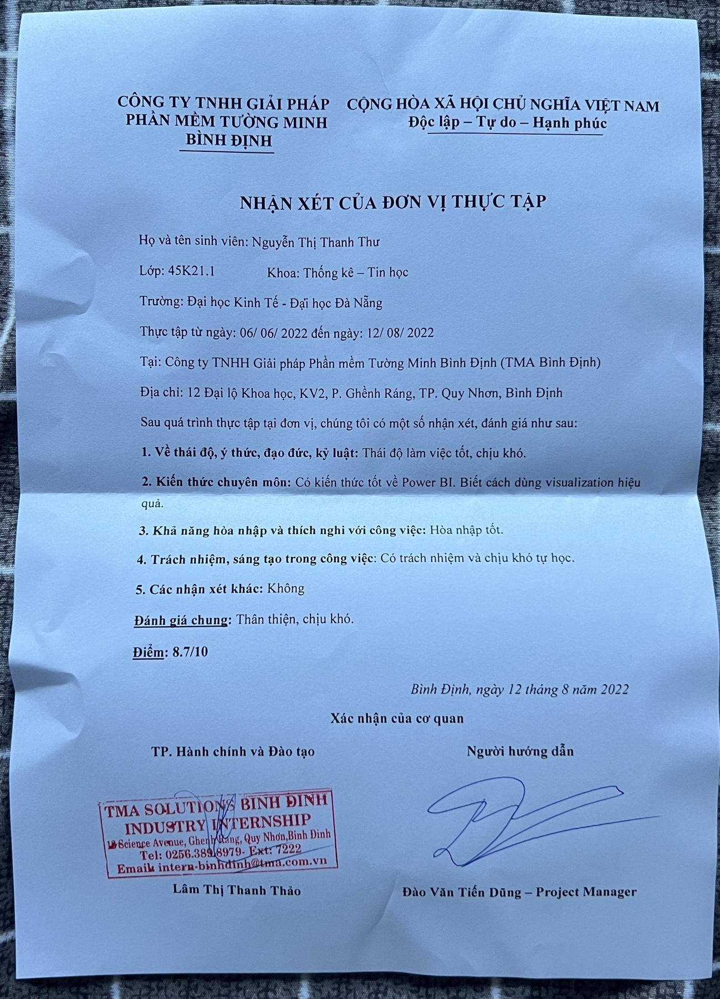 CÔNG TY TNHH GIẢI PHÁP
PHẦN MỀM TƯỜNG MINH
BÌNH ĐỊNH
CỘNG HÒA XÃ HỘI CHỦ NGHĨA VIỆT NAM
Độc lập – Tự do – Hạnh phúc
NHẬN XÉT CỦA ĐƠN VỊ THỰC TẬP
Họ và tên sinh viên: Nguyễn Thị Thanh Thư
Lớp: 45K21.1 Khoa: Thống kê – Tin học
Trường: Đại học Kinh Tế - Đại học Đà Nẵng
Thực tập từ ngày: 06/ 06/ 2022 đến ngày: 12/ 08/ 2022
Tại: Công ty TNHH Giải pháp Phần mềm Tường Minh Bình Định (TMA Bình Định)
Địa chỉ: 12 Đại lộ Khoa học, KV2, P. Ghềnh Ráng, TP. Quy Nhơn, Bình Định
Sau quá trình thực tập tại đơn vị, chúng tôi có một số nhận xét, đánh giá như sau:
1. Về thái độ, ý thức, đạo đức, kỷ luật: Thái độ làm việc tốt, chịu khó.
2. Kiến thức chuyên môn: Có kiến thức tốt về Power BI. Biết cách dùng visualization hiệu
quả.
3. Khả năng hòa nhập và thích nghi với công việc: Hòa nhập tốt.
4. Trách nhiệm, sáng tạo trong công việc: Có trách nhiệm và chịu khó tự học.
5. Các nhận xét khác: Không
Đánh giá chung: Thân thiện, chịu khó.
Điểm: 8.7/10
Bình Định, ngày 12 tháng 8 năm 2022
Xác nhận của cơ quan
TP. Hành chính và Đào tạo
Người hướng dẫn
TMA SOLUTIONS BINH ĐINH
INDUSTRY INTERNSHIP
12 Science Avenue, Ghenh Rang, Quy Nhơn,Binh Đinh
Tel: 0256.389.8979- Ext: 7222
Email: intern-binhdinh@tma.com.vn
Lâm Thị Thanh Thảo
Đào Văn Tiến Dũng – Project Manager